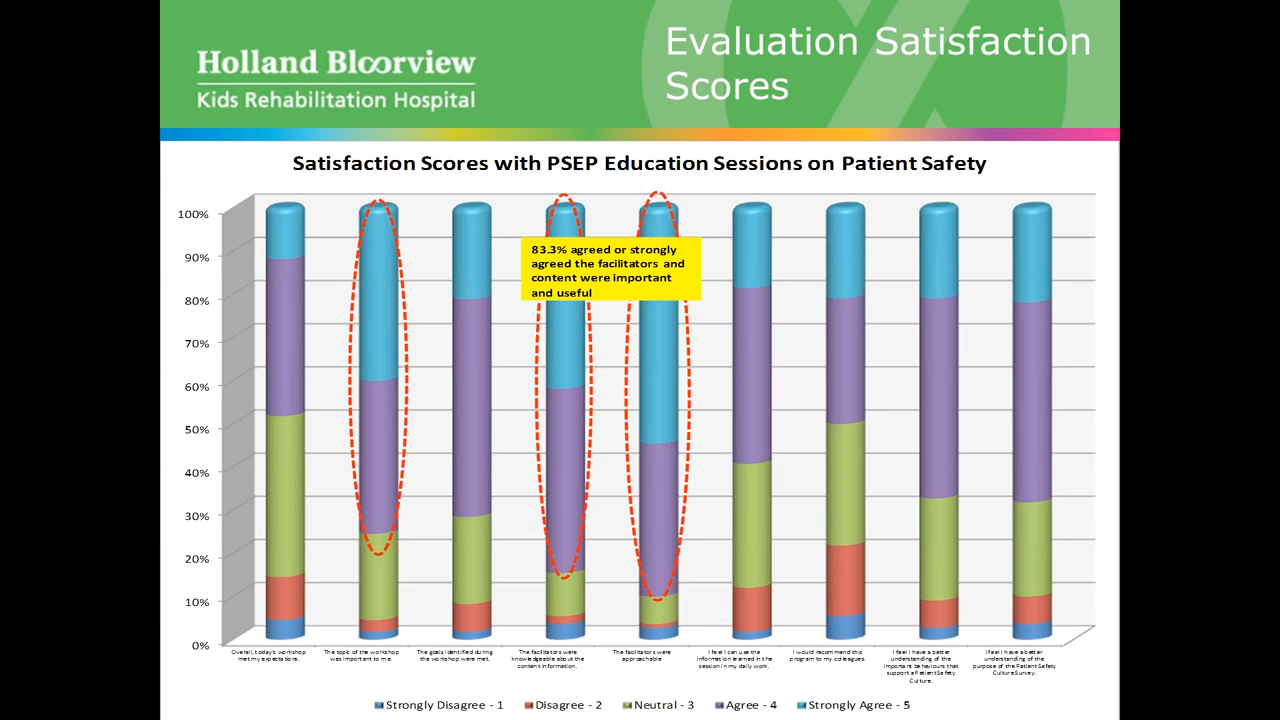 Holland Bloorview
Kids Rehabilitation Hospital
Evaluation Satisfaction
Scores
Satisfaction Scores with PSEP Education Sessions on Patient Safety
100%
90%
80%
70%
60%
50%
40%
30%
20%
10%
0%
83.3% agreed or strongly
agreed the facilitators and
content were important
and useful
Overall, today's workshop
met my expectations.
The topic of the workshop
was important to me.
The goals identified during
the workshop were met.
The facilitators were
knowledgeable about the
content information.
The facilitators were
approachable
I feel I can use the
information learned in the
session in my daily work.
I would recommend this
program to my colleagues.
I feel I have a better
understanding of the
important behaviours that
support a Patient Safety
Culture.
I feel I have a better
understanding of the
purpose of the Patient Safety
Culture Survey.
Strongly Disagree - 1
Disagree - 2
Neutral - 3
Agree - 4
Strongly Agree - 5